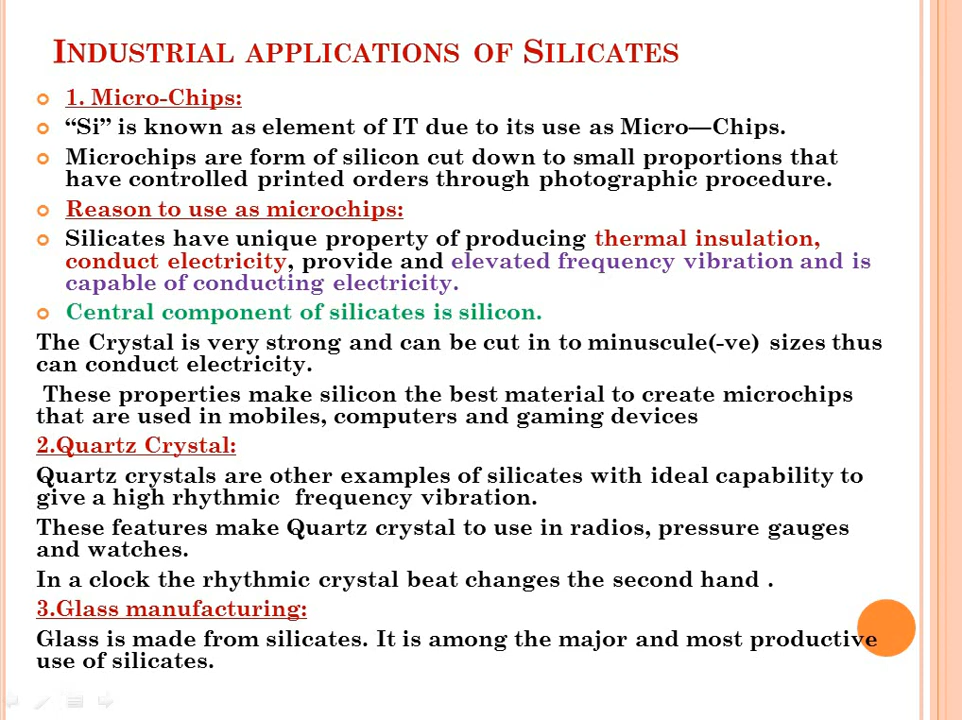 INDUSTRIAL APPLICATIONS OF SILICATES
1. Micro-Chips:
“Si” is known as element of IT due to its use as Micro—Chips.
Microchips are form of silicon cut down to small proportions that
have controlled printed orders through photographic procedure.
Reason to use as microchips:
Silicates have unique property of producing thermal insulation,
conduct electricity, provide and elevated frequency vibration and is
capable of conducting electricity.
Central component of silicates is silicon.
The Crystal is very strong and can be cut in to minuscule(-ve) sizes thus
can conduct electricity.
These properties make silicon the best material to create microchips
that are used in mobiles, computers and gaming devices
2.Quartz Crystal:
Quartz crystals are other examples of silicates with ideal capability to
give a high rhythmic frequency vibration.
These features make Quartz crystal to use in radios, pressure gauges
and watches.
In a clock the rhythmic crystal beat changes the second hand .
3.Glass manufacturing:
Glass is made from silicates. It is among the major and most productive
use of silicates.